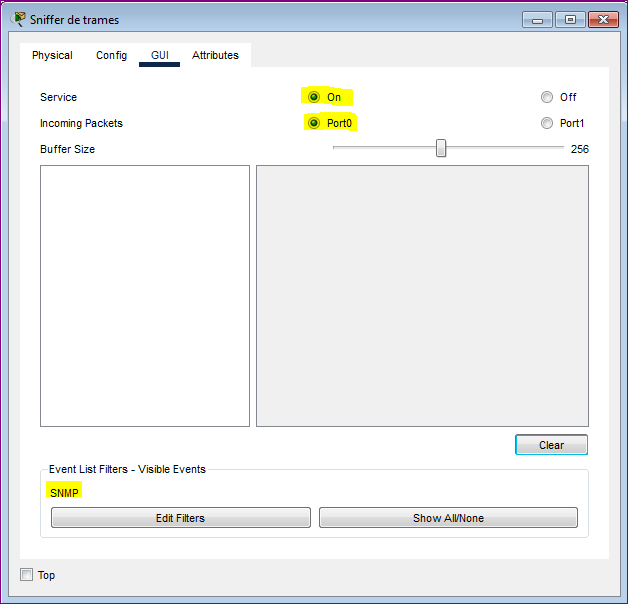 Sniffer de trames
Physical Config GUI Attributes
Service On Off
Incoming Packets Port0 Port1
Buffer Size 256
Clear
Event List Filters - Visible Events
SNMP
Edit Filters Show All/None
Top